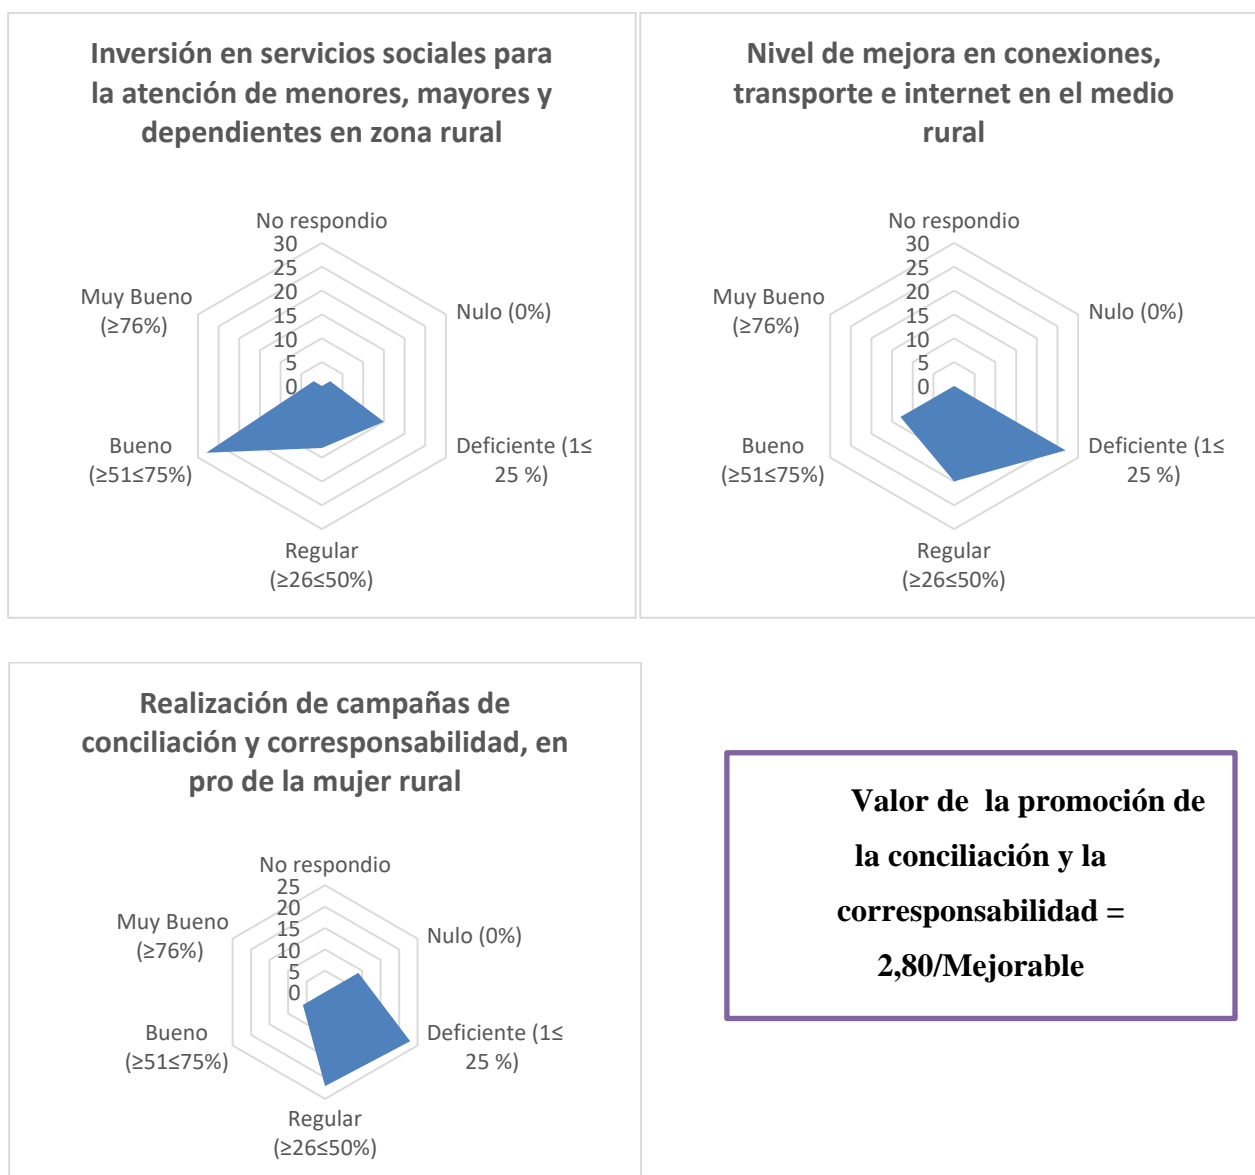 Inversión en servicios sociales para
la atención de menores, mayores y
dependientes en zona rural
No respondio
30
25
20
15
10
5
0
Nulo (0%)
Deficiente (1≤
25 %)
Regular
(≥26≤50%)
Bueno
(≥51≤75%)
Muy Bueno
(≥76%)
Nivel de mejora en conexiones,
transporte e internet en el medio
rural
No respondio
30
25
20
15
10
5
0
Nulo (0%)
Deficiente (1≤
25 %)
Regular
(≥26≤50%)
Bueno
(≥51≤75%)
Muy Bueno
(≥76%)
Realización de campañas de
conciliación y corresponsabilidad, en
pro de la mujer rural
No respondio
25
20
15
10
5
0
Nulo (0%)
Deficiente (1≤
25 %)
Regular
(≥26≤50%)
Bueno
(≥51≤75%)
Muy Bueno
(≥76%)
Valor de  la promoción de
la conciliación y la
corresponsabilidad =
2,80/Mejorable